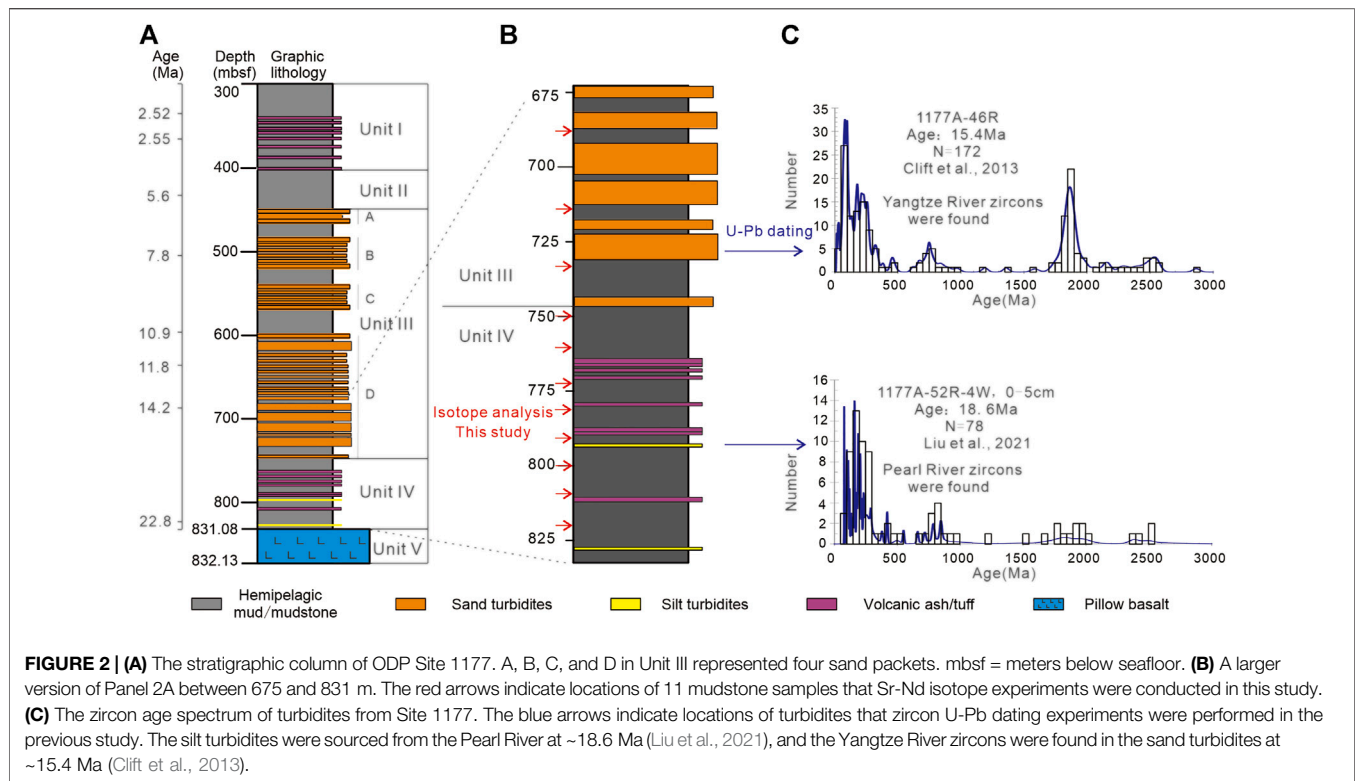 A
B
C
Age
(Ma)
Depth
(mbsf)
Graphic
lithology
300
400
500
600
700
800
831.08
832.13
2.52
2.55
5.6
7.8
10.9
11.8
14.2
22.8
Unit I
Unit II
A
B
C
Unit III
D
Unit IV
Unit V
675
700
725
750
775
800
825
Unit III
Unit IV
Isotope analysis
This study
U-Pb dating
35
30
25
20
15
10
5
0
Number
1177A-46R
Age: 15.4Ma
N=172
Clift et al., 2013
Yangtze River zircons
were found
0 500 1000 1500 2000 2500 3000
Age(Ma)
16
14
12
10
8
6
4
2
0
Number
1177A-52R-4W, 0-5cm
Age: 18.6Ma
N=78
Liu et al., 2021
Pearl River zircons
were found
0 500 1000 1500 2000 2500 3000
Age(Ma)
Hemipelagic
mud/mudstone
Sand turbidites
Silt turbidites
Volcanic ash/tuff
Pillow basalt
FIGURE 2 | (A) The stratigraphic column of ODP Site 1177. A, B, C, and D in Unit III represented four sand packets. mbsf = meters below seafloor. (B) A larger
version of Panel 2A between 675 and 831 m. The red arrows indicate locations of 11 mudstone samples that Sr-Nd isotope experiments were conducted in this study.
(C) The zircon age spectrum of turbidites from Site 1177. The blue arrows indicate locations of turbidites that zircon U-Pb dating experiments were performed in the
previous study. The silt turbidites were sourced from the Pearl River at ~18.6 Ma (Liu et al., 2021), and the Yangtze River zircons were found in the sand turbidites at
~15.4 Ma (Clift et al., 2013).